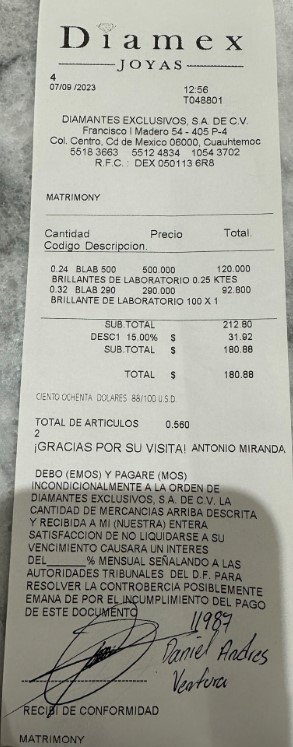 Diamex
JOYAS
4
07/09/2023 12:56
T048801
DIAMANTES EXCLUSIVOS, S.A. DE C.V.
Francisco I Madero 54 - 405 P-4
Col. Centro, Cd de Mexico 06000, Cuauhtemoc
5518 3663 5512 4834 1054 3702
R.F.C. : DEX 050113 6R8
MATRIMONY
Cantidad Precio Total.
Codigo Descripcion.
0.24 BLAB 500 500.000 120.000
BRILLANTES DE LABORATORIO 0.25 KTES
0.32 BLAB 290 290.000 92.800
BRILLANTE DE LABORATORIO 100 X 1
SUB.TOTAL 212.80
DESC1 15.00% $ 31.92
SUB.TOTAL $ 180.88
TOTAL $ 180.88
CIENTO OCHENTA DOLARES 88/100 U.S.D.
TOTAL DE ARTICULOS 0.560
2
¡GRACIAS POR SU VISITA! ANTONIO MIRANDA
DEBO (EMOS) Y PAGARE (MOS)
INCONDICIONALMENTE A LA ORDEN DE
DIAMANTES EXCLUSIVOS, S.A. DE C.V. LA
CANTIDAD DE MERCANCIAS ARRIBA DESCRITA
Y RECIBIDA A MI (NUESTRA) ENTERA
SATISFACCION DE NO LIQUIDARSE A SU
VENCIMIENTO CAUSARA UN INTERES
DEL______% MENSUAL SEÑALANDO A LAS
AUTORIDADES TRIBUNALES DEL D.F. PARA
RESOLVER LA CONTROBERCIA POSIBLEMENTE
EMANA DE POR EL INCUMPLIMIENTO DEL PAGO
DE ESTE DOCUMENTO
11987
Daniel Andres
Ventura
RECIBI DE CONFORMIDAD
MATRIMONY